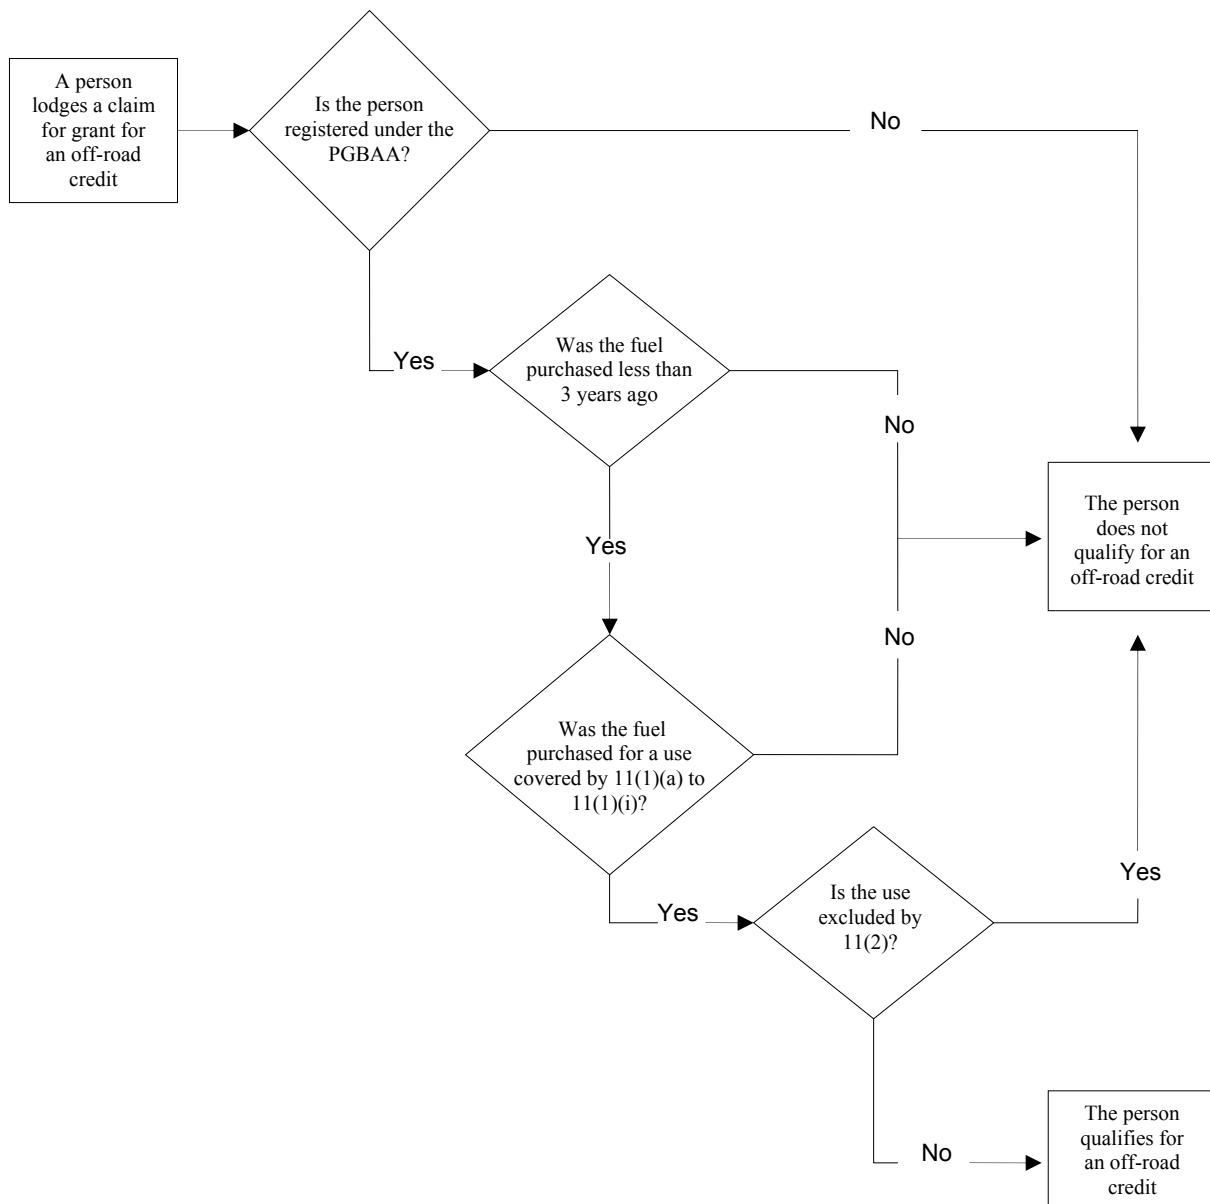 A person
lodges a claim
for grant for
an off-road
credit
Is the person
registered under the
PGBAA?
No
Yes
Was the fuel
purchased less than
3 years ago
No
Yes
The person
does not
qualify for an
off-road credit
No
Was the fuel
purchased for a use
covered by 11(1)(a) to
11(1)(i)?
Yes
Is the use
excluded by
11(2)?
Yes
No
The person
qualifies for
an off-road
credit